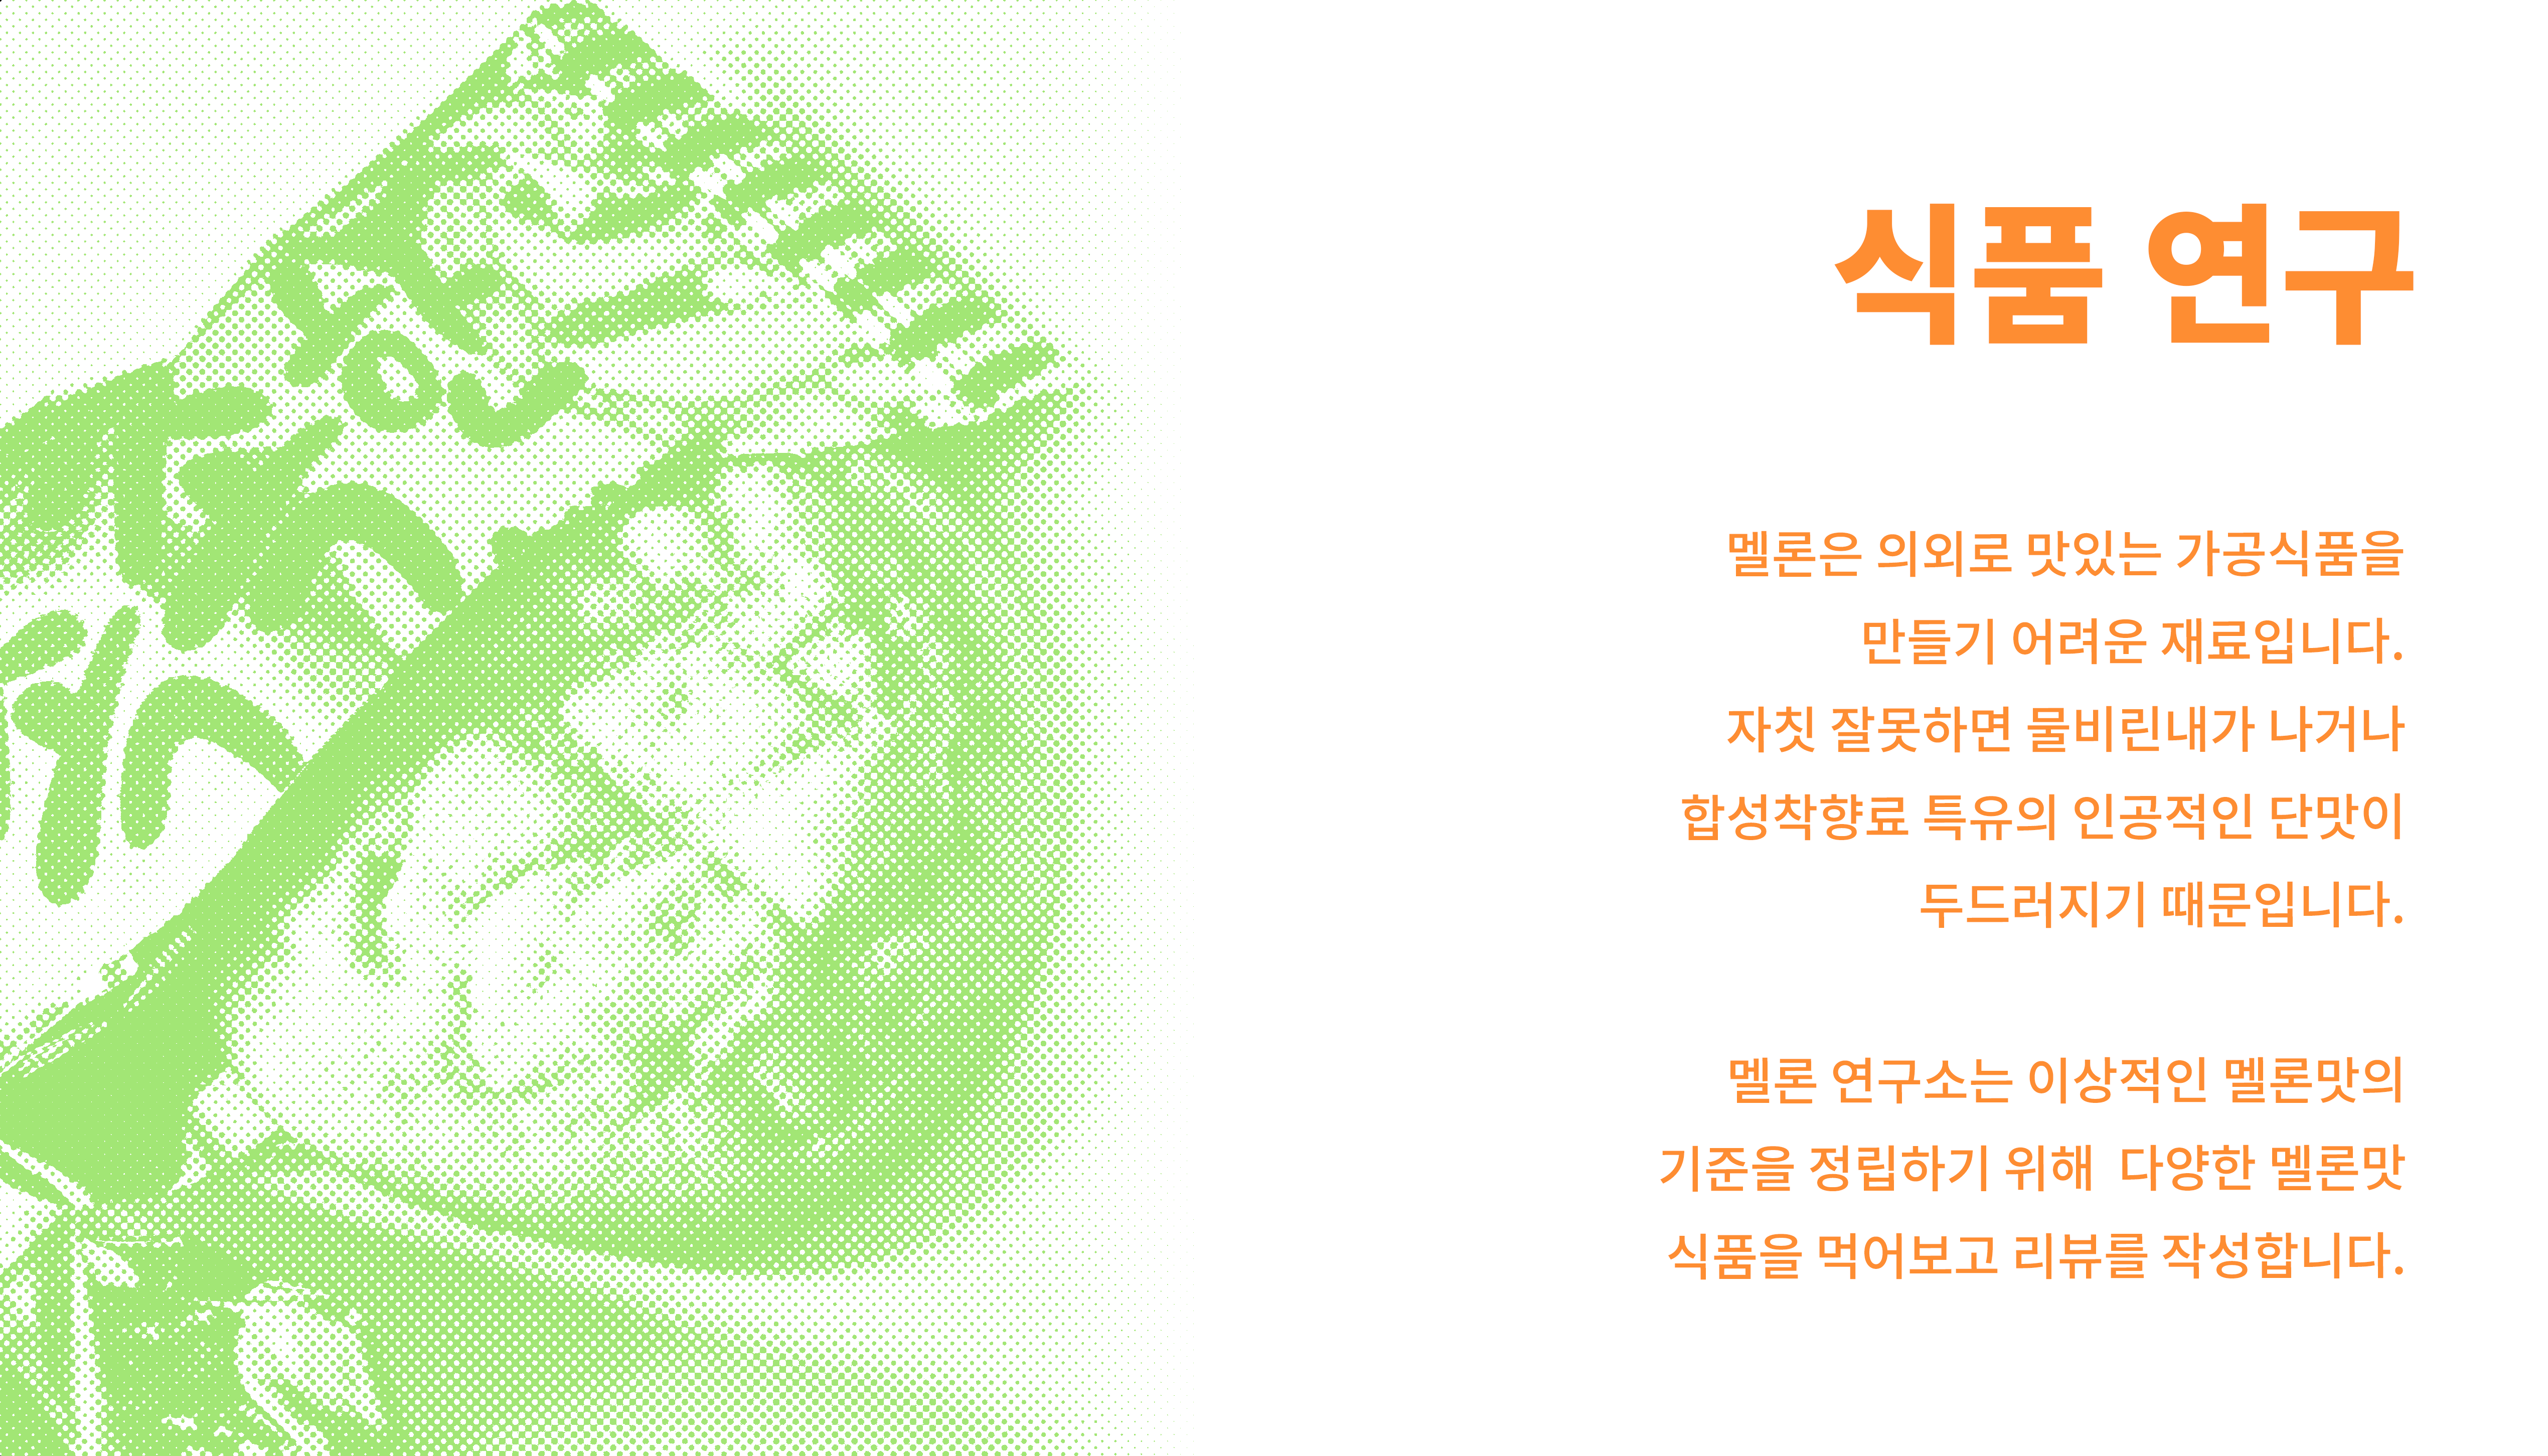 식품 연구
멜론은 의외로 맛있는 가공식품을
만들기 어려운 재료입니다.
자칫 잘못하면 물비린내가 나거나
합성착향료 특유의 인공적인 단맛이
두드러지기 때문입니다.
멜론 연구소는 이상적인 멜론맛의
기준을 정립하기 위해  다양한 멜론맛
식품을 먹어보고 리뷰를 작성합니다.